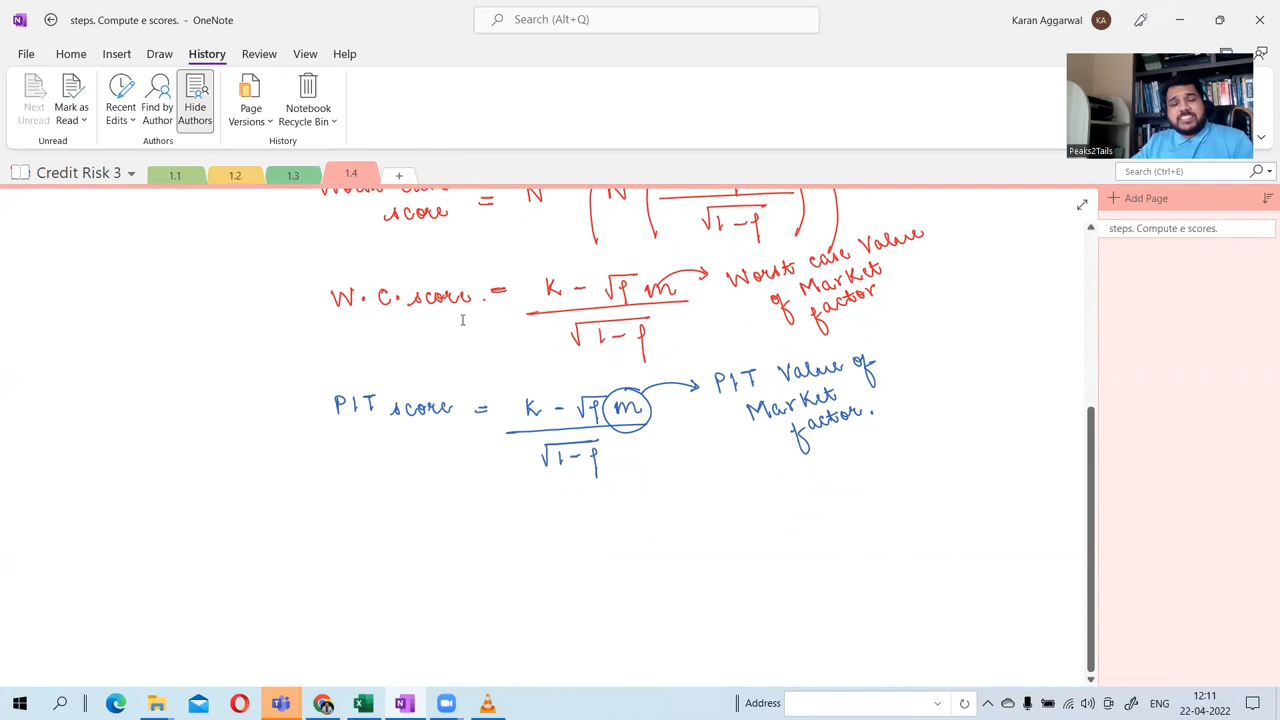 steps. Compute e scores. - OneNote
Search (Alt+Q)
Karan Aggarwal
KA
File Home Insert Draw History Review View Help
Next Unread
Mark as Read
Recent Edits
Find by Author
Hide Authors
Page Versions
Notebook Recycle Bin
Unread
Authors
History
Peaks2Tails
Credit Risk 3
1.1
1.2
1.3
1.4
Search (Ctrl+E)
Add Page
steps. Compute e scores.
score = N ( N (
√1-ρ
W.C. score. = K - √ρ m
√1-ρ
Worst case value
of Market
factor
PIT score = K - √ρ m
√1-ρ
PIT Value of
Market
factor.
Address
ENG
12:11
22-04-2022